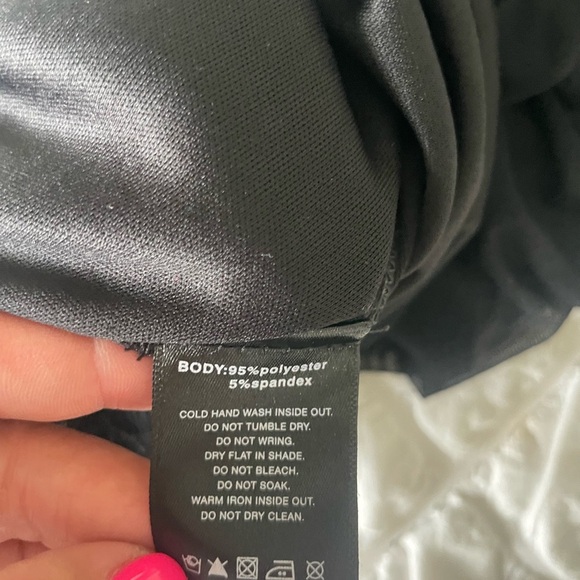 BODY:95%polyester
5%spandex
COLD HAND WASH INSIDE OUT.
DO NOT TUMBLE DRY.
DO NOT WRING.
DRY FLAT IN SHADE.
DO NOT BLEACH.
DO NOT SOAK.
WARM IRON INSIDE OUT.
DO NOT DRY CLEAN.